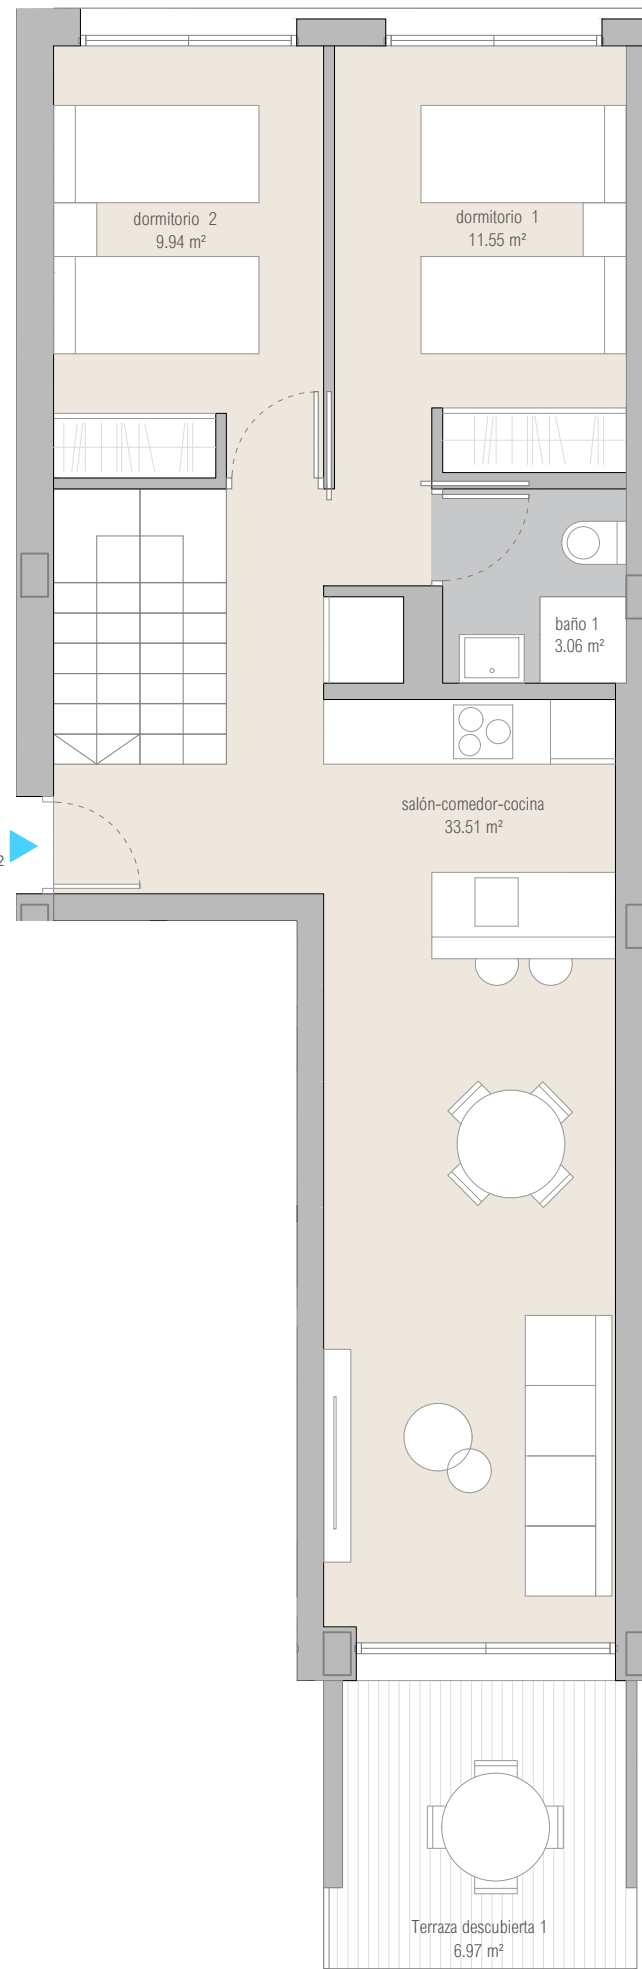 dormitorio 2
9.94 m²
dormitorio 1
11.55 m²
baño 1
3.06 m²
salón-comedor-cocina
33.51 m²
2
Terraza descubierta 1
6.97 m²